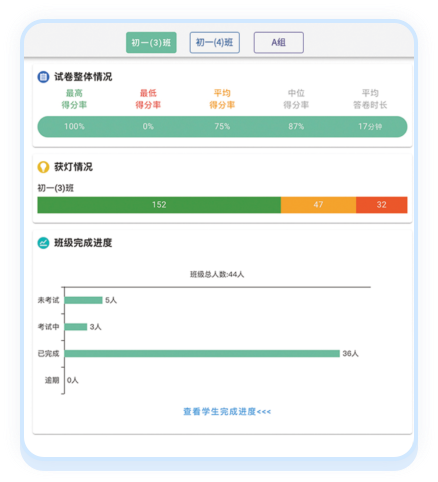 初一(3)班 初一(4)班 A组
试卷整体情况
最高 最低 平均 中位 平均
得分率 得分率 得分率 得分率 答卷时长
100% 0% 75% 87% 17分钟
获灯情况
初一(3)班
152 47 32
班级完成进度
班级总人数:44人
未考试 5人
考试中 3人
已完成 36人
逾期 0人
查看学生完成进度<<<